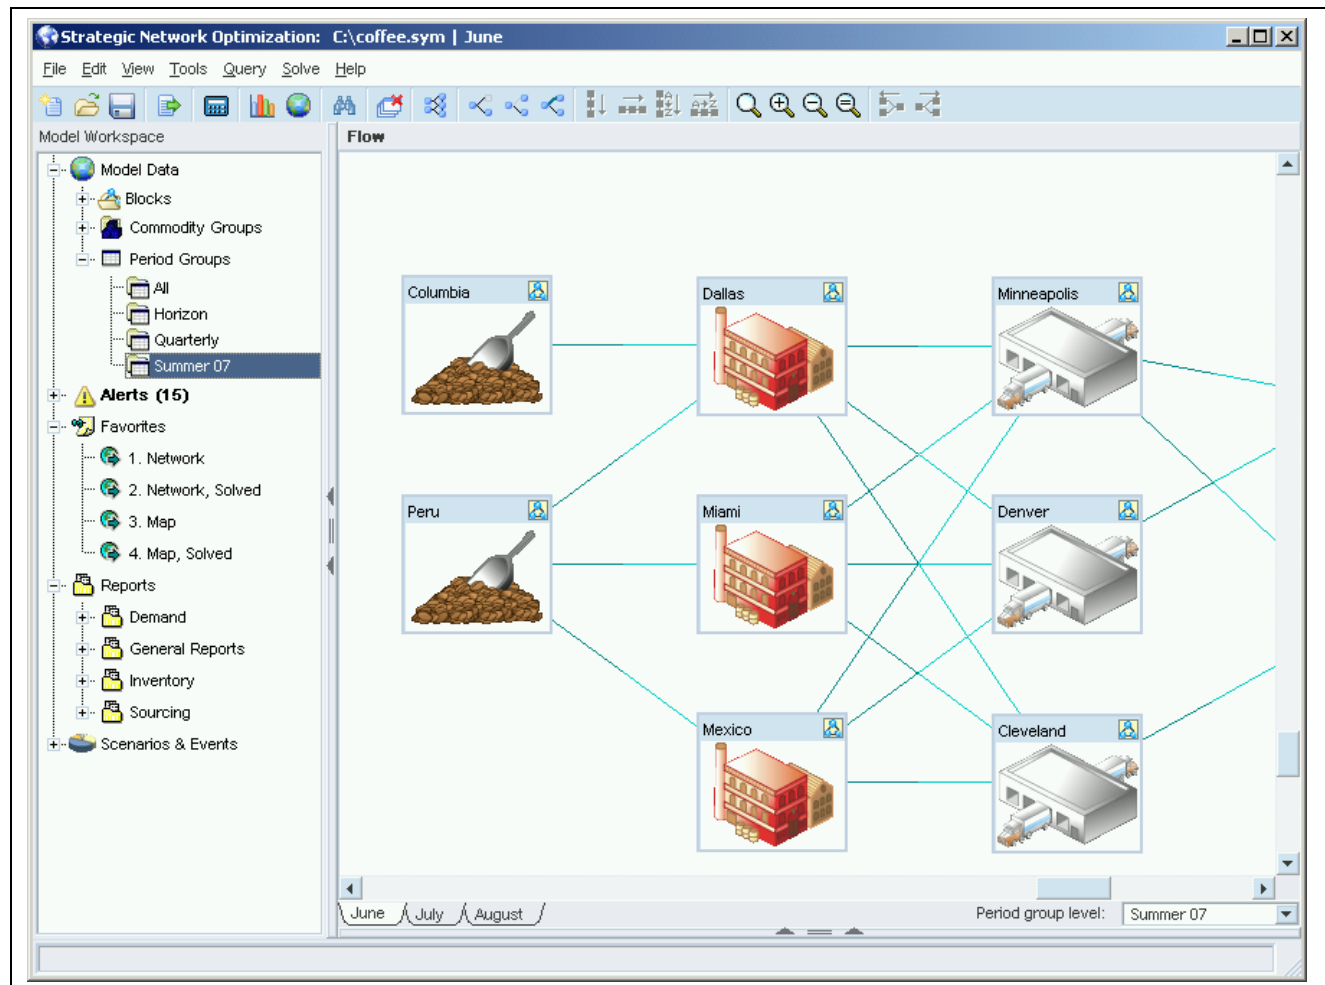 Strategic Network Optimization: C:\coffee.sym | June
File Edit View Tools Query Solve Help
Model Workspace
Flow
Model Data
Blocks
Commodity Groups
Period Groups
All
Horizon
Quarterly
Summer 07
Alerts (15)
Favorites
1. Network
2. Network, Solved
3. Map
4. Map, Solved
Reports
Demand
General Reports
Inventory
Sourcing
Scenarios & Events
Columbia
Dallas
Minneapolis
Peru
Miami
Denver
Mexico
Cleveland
June July August
Period group level: Summer 07